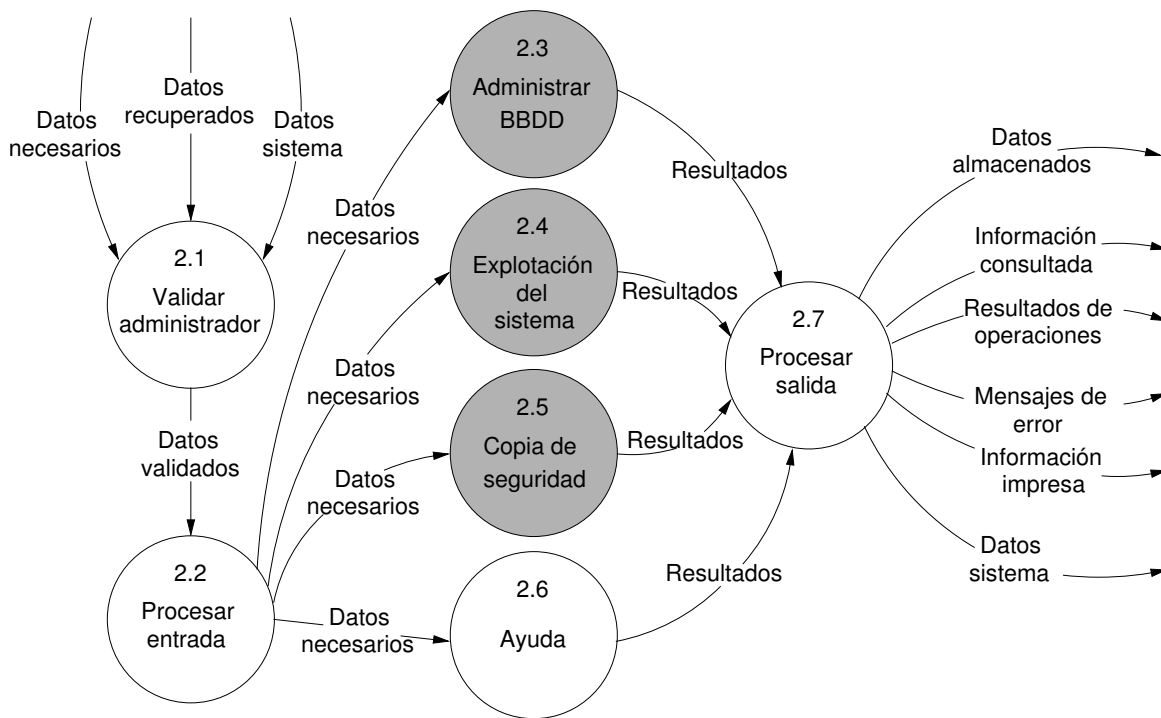 Datos
necesarios
Datos
recuperados
Datos
sistema
2.1
Validar
administrador
Datos
validados
2.2
Procesar
entrada
Datos
necesarios
Datos
necesarios
Datos
necesarios
Datos
necesarios
2.3
Administrar
BBDD
2.4
Explotación
del
sistema
2.5
Copia de
seguridad
2.6
Ayuda
Resultados
Resultados
Resultados
Resultados
2.7
Procesar
salida
Datos
almacenados
Información
consultada
Resultados de
operaciones
Mensajes de
error
Información
impresa
Datos
sistema